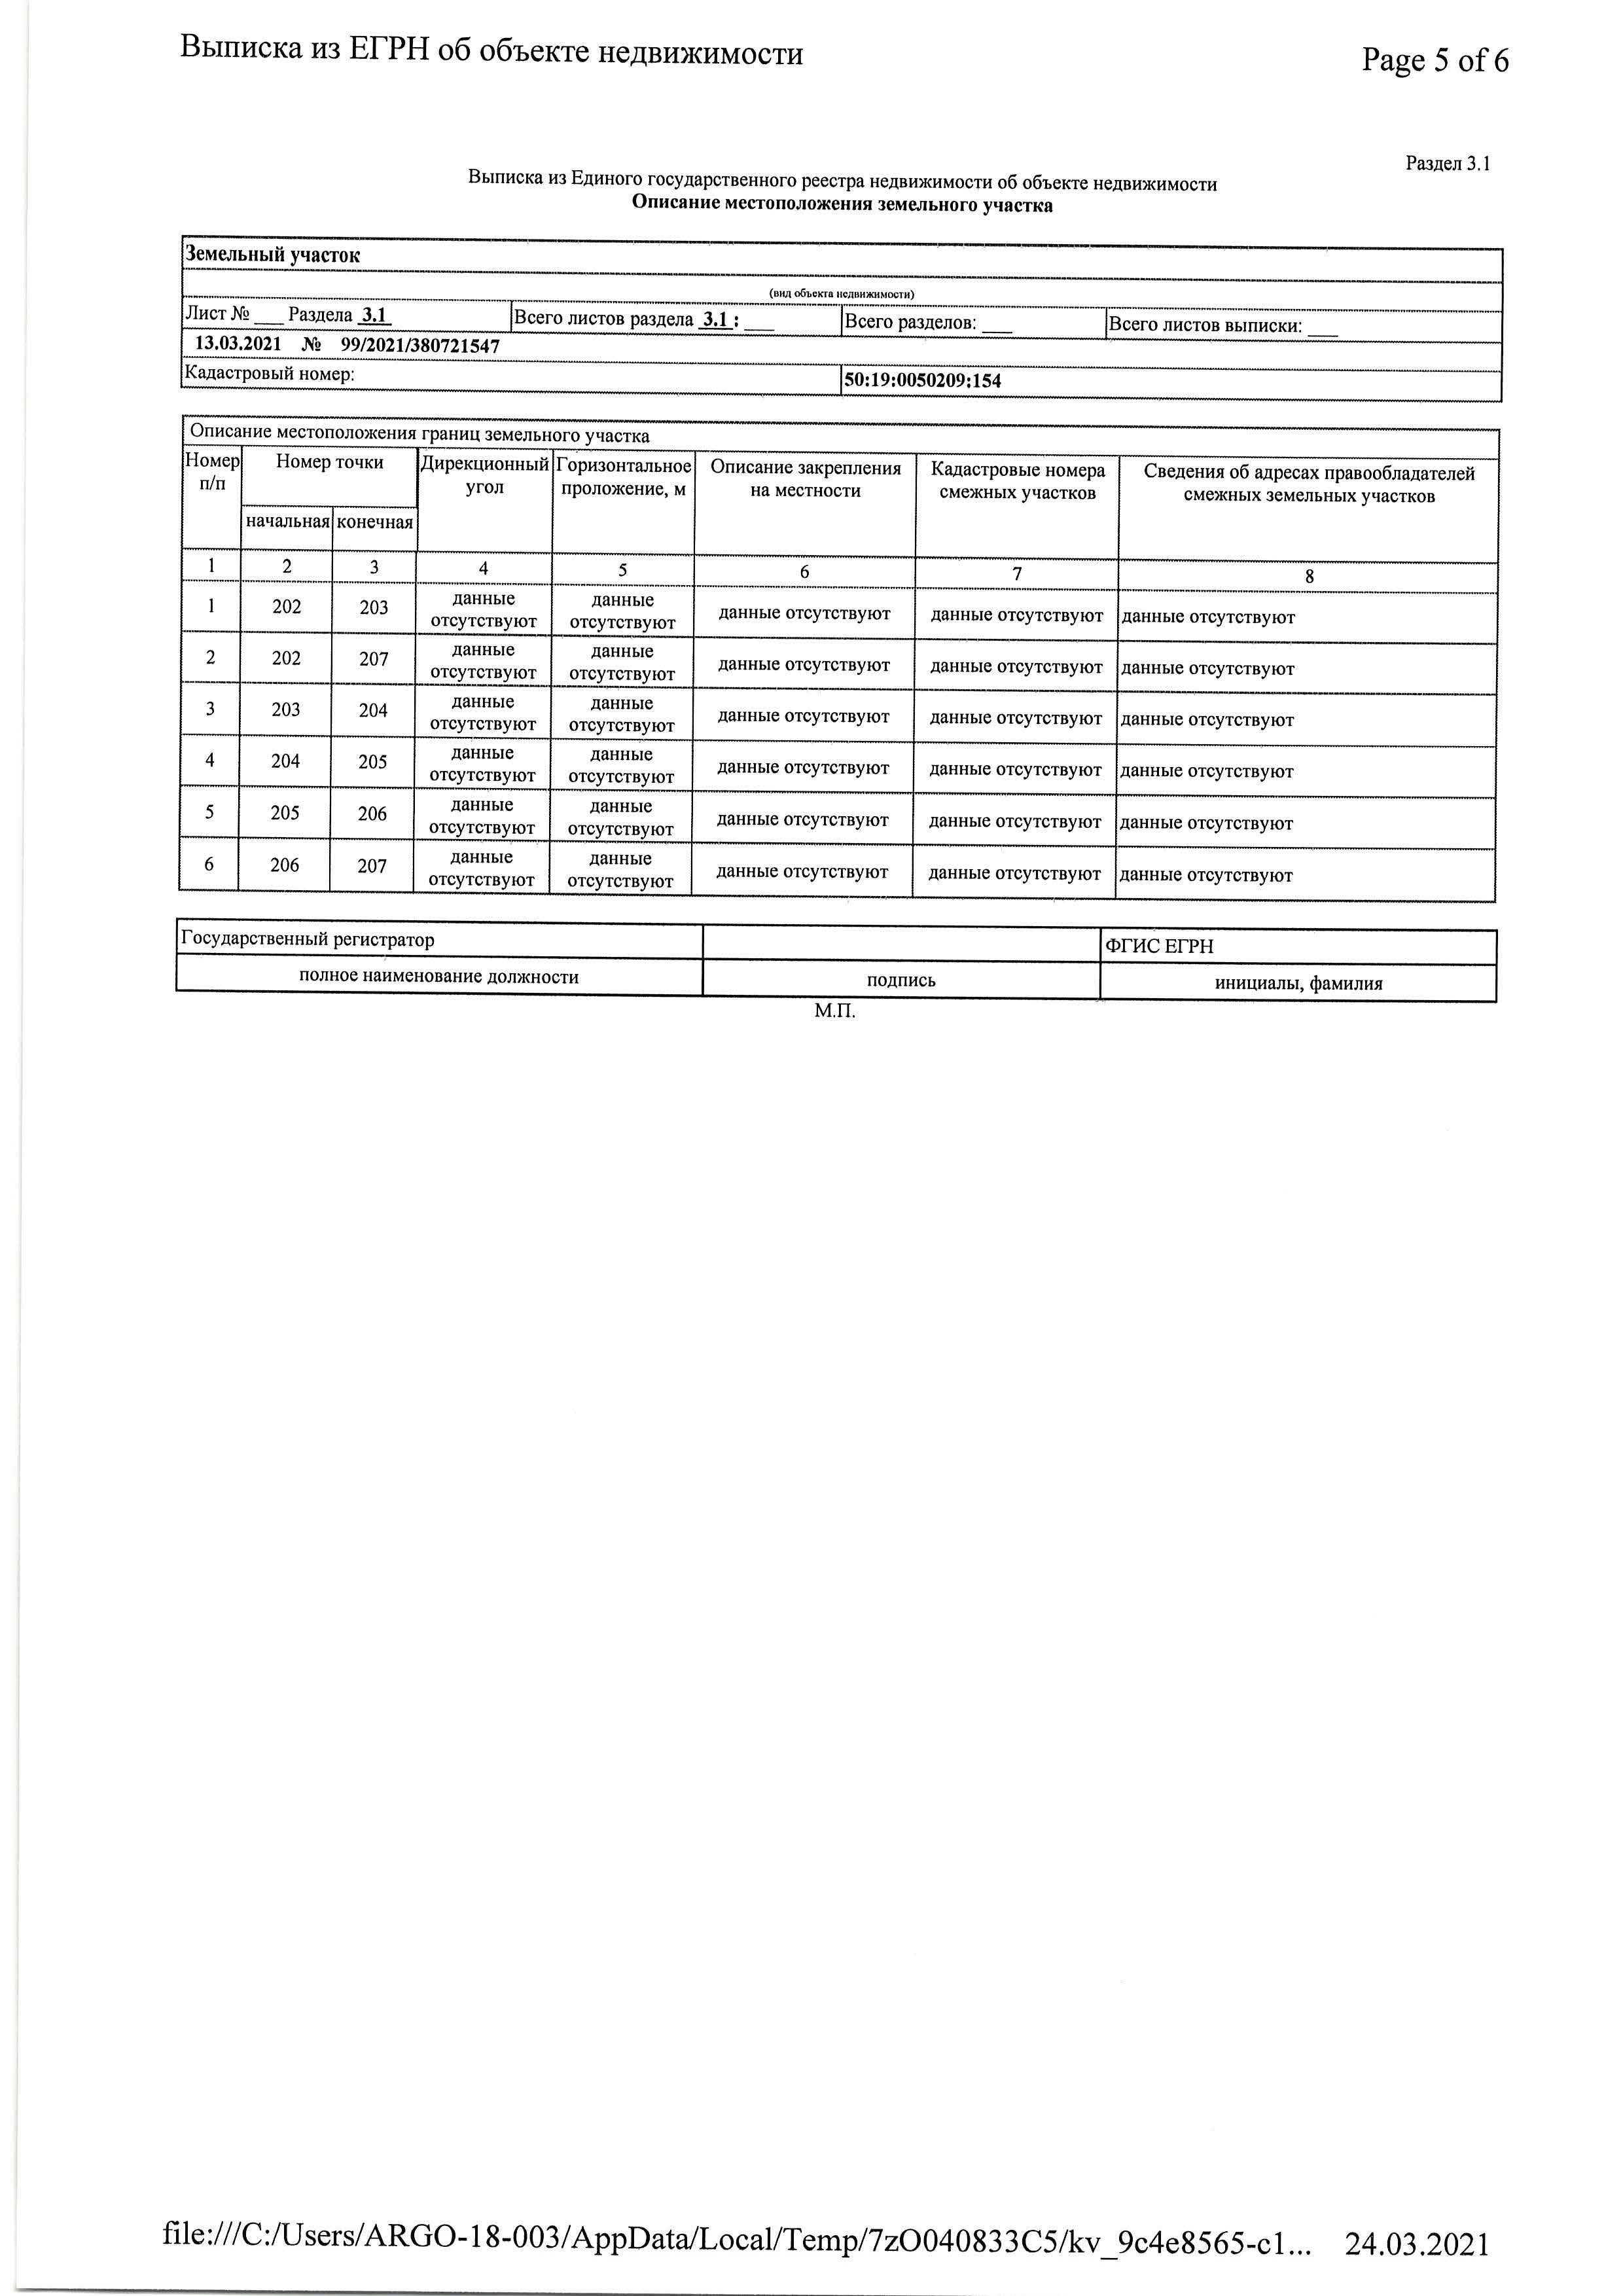 Выписка из ЕГРН об объекте недвижимости Page 5 of 6
Раздел 3.1
Выписка из Единого государственного реестра недвижимости об объекте недвижимости
Описание местоположения земельного участка
Земельный участок
(вид объекта недвижимости)
Лист № ___ Раздела 3.1 Всего листов раздела 3.1 : ___ Всего разделов: ___ Всего листов выписки: ___
13.03.2021 № 99/2021/380721547
Кадастровый номер: 50:19:0050209:154
Описание местоположения границ земельного участка
Номер п/п Номер точки Дирекционный угол Горизонтальное проложение, м Описание закрепления на местности Кадастровые номера смежных участков Сведения об адресах правообладателей смежных земельных участков
начальная конечная
1 2 3 4 5 6 7 8
1 202 203 данные отсутствуют данные отсутствуют данные отсутствуют данные отсутствуют данные отсутствуют
2 202 207 данные отсутствуют данные отсутствуют данные отсутствуют данные отсутствуют данные отсутствуют
3 203 204 данные отсутствуют данные отсутствуют данные отсутствуют данные отсутствуют данные отсутствуют
4 204 205 данные отсутствуют данные отсутствуют данные отсутствуют данные отсутствуют данные отсутствуют
5 205 206 данные отсутствуют данные отсутствуют данные отсутствуют данные отсутствуют данные отсутствуют
6 206 207 данные отсутствуют данные отсутствуют данные отсутствуют данные отсутствуют данные отсутствуют
Государственный регистратор ФГИС ЕГРН
полное наименование должности подпись инициалы, фамилия
М.П.
file:///C:/Users/ARGO-18-003/AppData/Local/Temp/7zO040833C5/kv_9c4e8565-c1... 24.03.2021